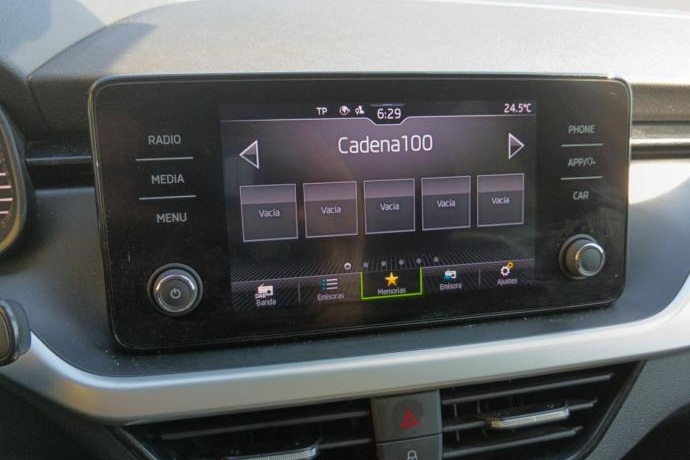 TP 6:29 24.5°C
RADIO
MEDIA
MENU
Cadena100
Vacía Vacía Vacía Vacía Vacía
DAB
Banda Emisoras Memorias Emisora Ajustes
PHONE
APP/
CAR